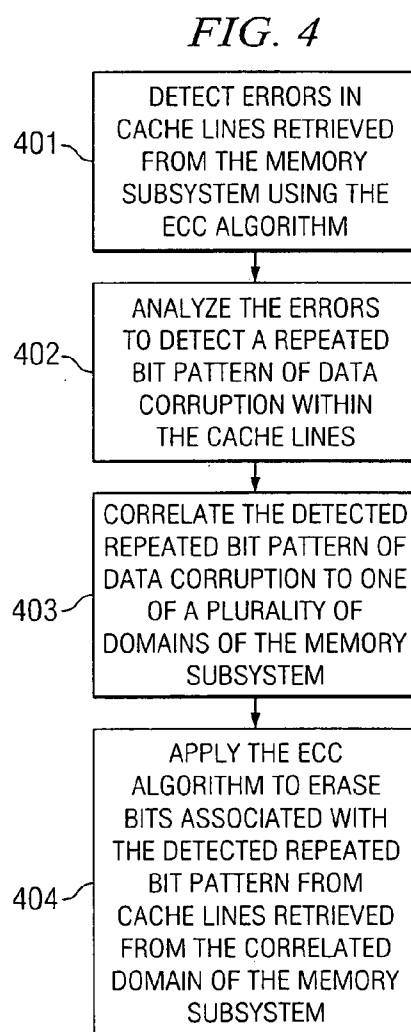 FIG. 4
401
DETECT ERRORS IN
CACHE LINES RETRIEVED
FROM THE MEMORY
SUBSYSTEM USING THE
ECC ALGORITHM
402
ANALYZE THE ERRORS
TO DETECT A REPEATED
BIT PATTERN OF DATA
CORRUPTION WITHIN
THE CACHE LINES
403
CORRELATE THE DETECTED
REPEATED BIT PATTERN OF
DATA CORRUPTION TO ONE
OF A PLURALITY OF
DOMAINS OF THE MEMORY
SUBSYSTEM
404
APPLY THE ECC
ALGORITHM TO ERASE
BITS ASSOCIATED WITH
THE DETECTED REPEATED
BIT PATTERN FROM
CACHE LINES RETRIEVED
FROM THE CORRELATED
DOMAIN OF THE MEMORY
SUBSYSTEM